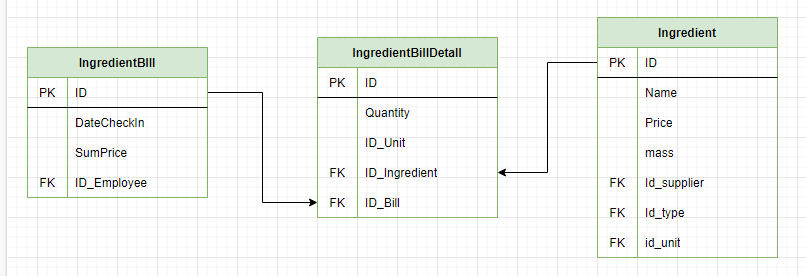 IngredientBill
PK ID
DateCheckIn
SumPrice
FK ID_Employee
IngredientBillDetail
PK ID
Quantity
ID_Unit
FK ID_Ingredient
FK ID_Bill
Ingredient
PK ID
Name
Price
mass
FK Id_supplier
FK Id_type
FK id_unit